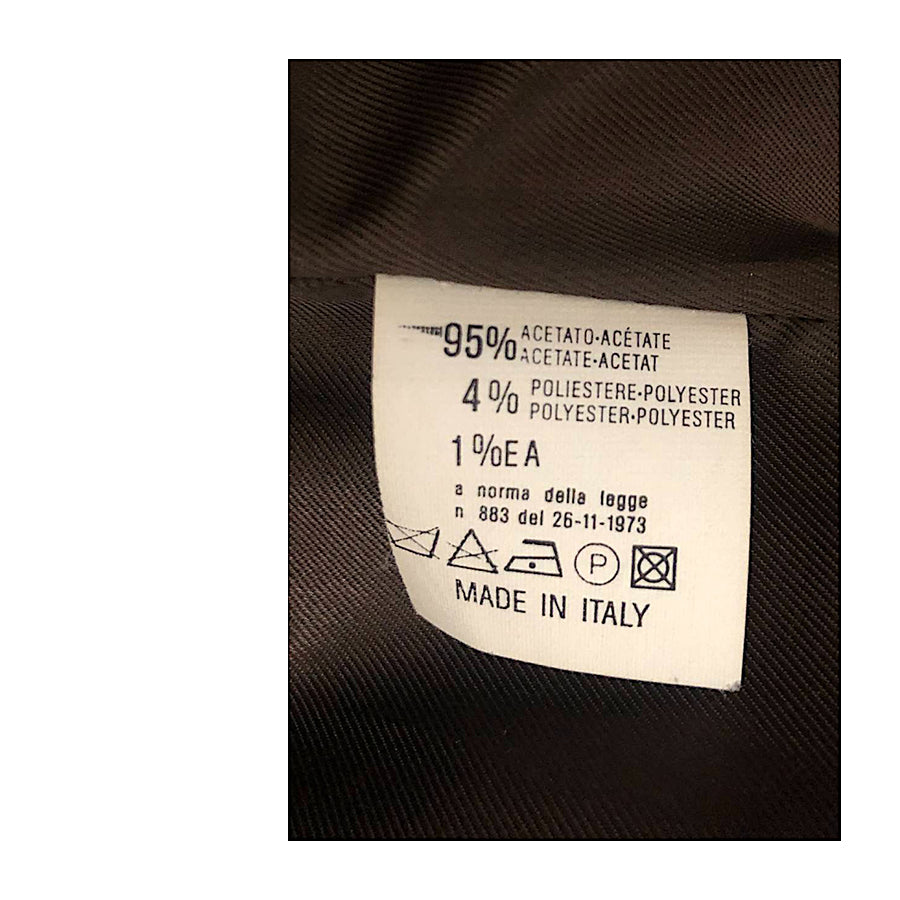 95% ACETATO·ACÉTATE
ACETATE·ACETAT
4% POLIESTERE·POLYESTER
POLYESTER·POLYESTER
1%EA
a norma della legge
n 883 del 26-11-1973
P
MADE IN ITALY